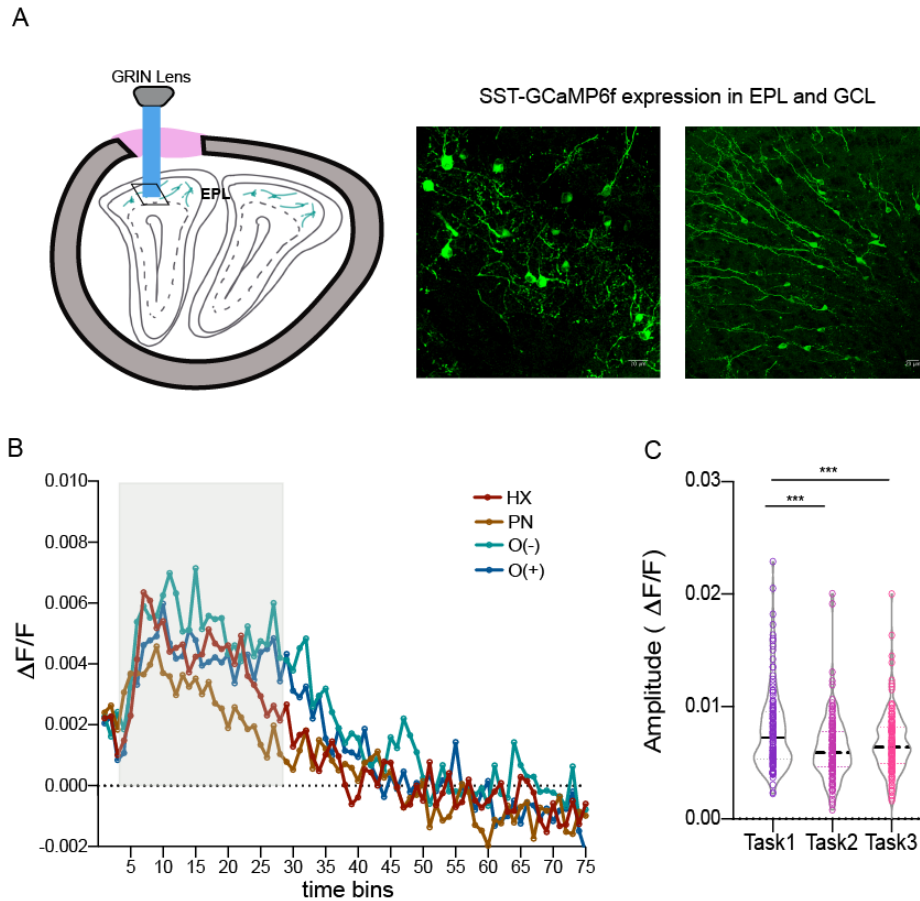 A
GRIN Lens
EPL
SST-GCaMP6f expression in EPL and GCL
20 µm
B
0.010
0.008
0.006
0.004
0.002
0.000
-0.002
ΔF/F
5 10 15 20 25 30 35 40 45 50 55 60 65 70 75
time bins
HX
PN
O(-)
O(+)
C
0.03
0.02
0.01
0.00
Amplitude ( ΔF/F)
***
***
Task1 Task2 Task3